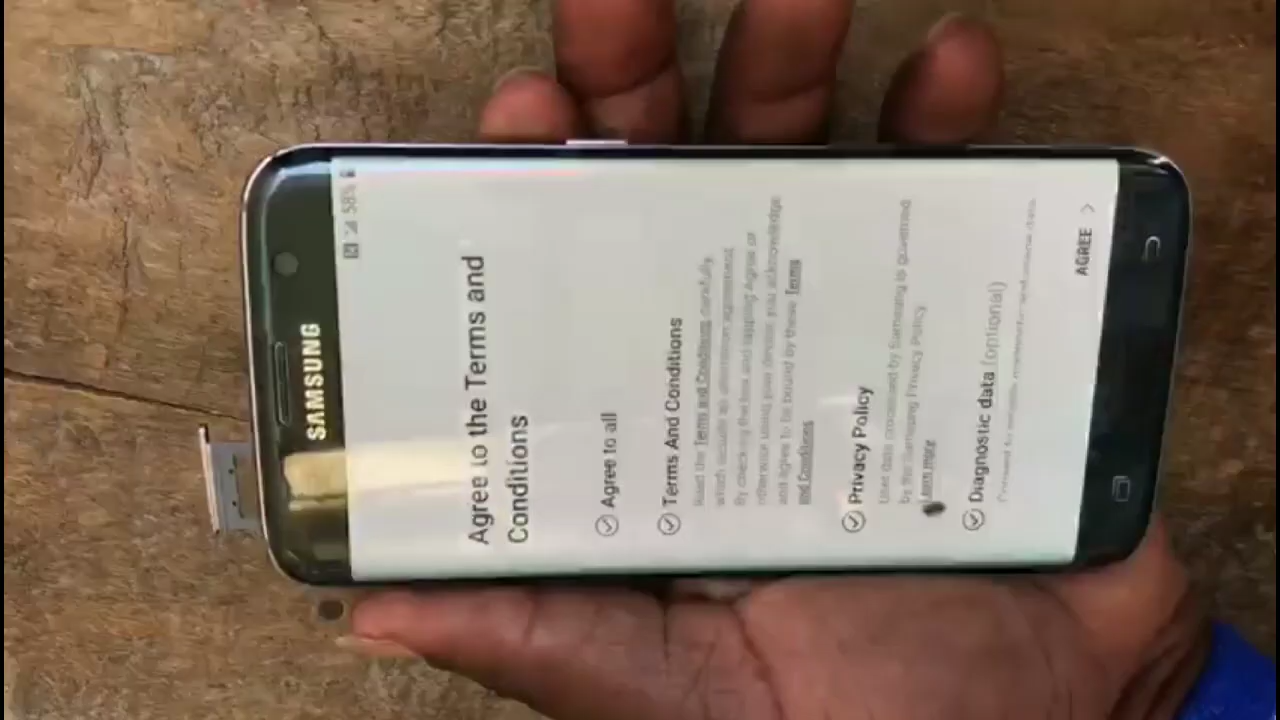 SAMSUNG
58%
Agree to the Terms and
Conditions
Agree to all
Terms And Conditions
Read the Terms and Conditions carefully,
which include an arbitration agreement.
By checking the box and tapping Agree or
otherwise using your device, you acknowledge
and agree to be bound by these Terms
and Conditions
Privacy Policy
User data processed by Samsung is governed
by the Samsung Privacy Policy
Learn more
Diagnostic data (optional)
AGREE >